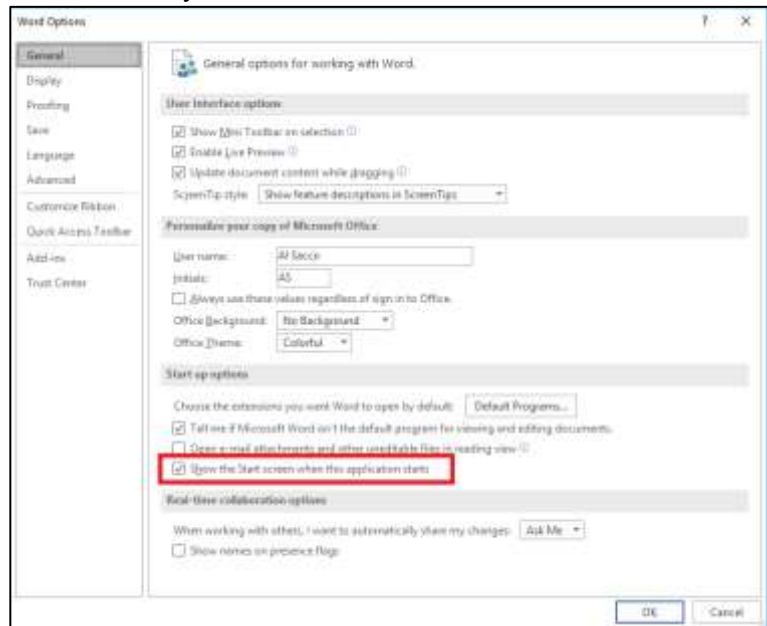 Word Options
? ×
General
Display
Proofing
Save
Language
Advanced
Customize Ribbon
Quick Access Toolbar
Add-ins
Trust Center
General options for working with Word.
User Interface options
Show Mini Toolbar on selection
Enable Live Preview
Update document content while dragging
ScreenTip style: Show feature descriptions in ScreenTips
Personalize your copy of Microsoft Office
User name: Al Sacco
Initials: AS
Always use these values regardless of sign in to Office.
Office Background: No Background
Office Theme: Colorful
Start up options
Choose the extensions you want Word to open by default: Default Programs...
Tell me if Microsoft Word isn't the default program for viewing and editing documents.
Open e-mail attachments and other uneditable files in reading view
Show the Start screen when this application starts
Real-time collaboration options
When working with others, I want to automatically share my changes: Ask Me
Show names on presence flags
OK Cancel